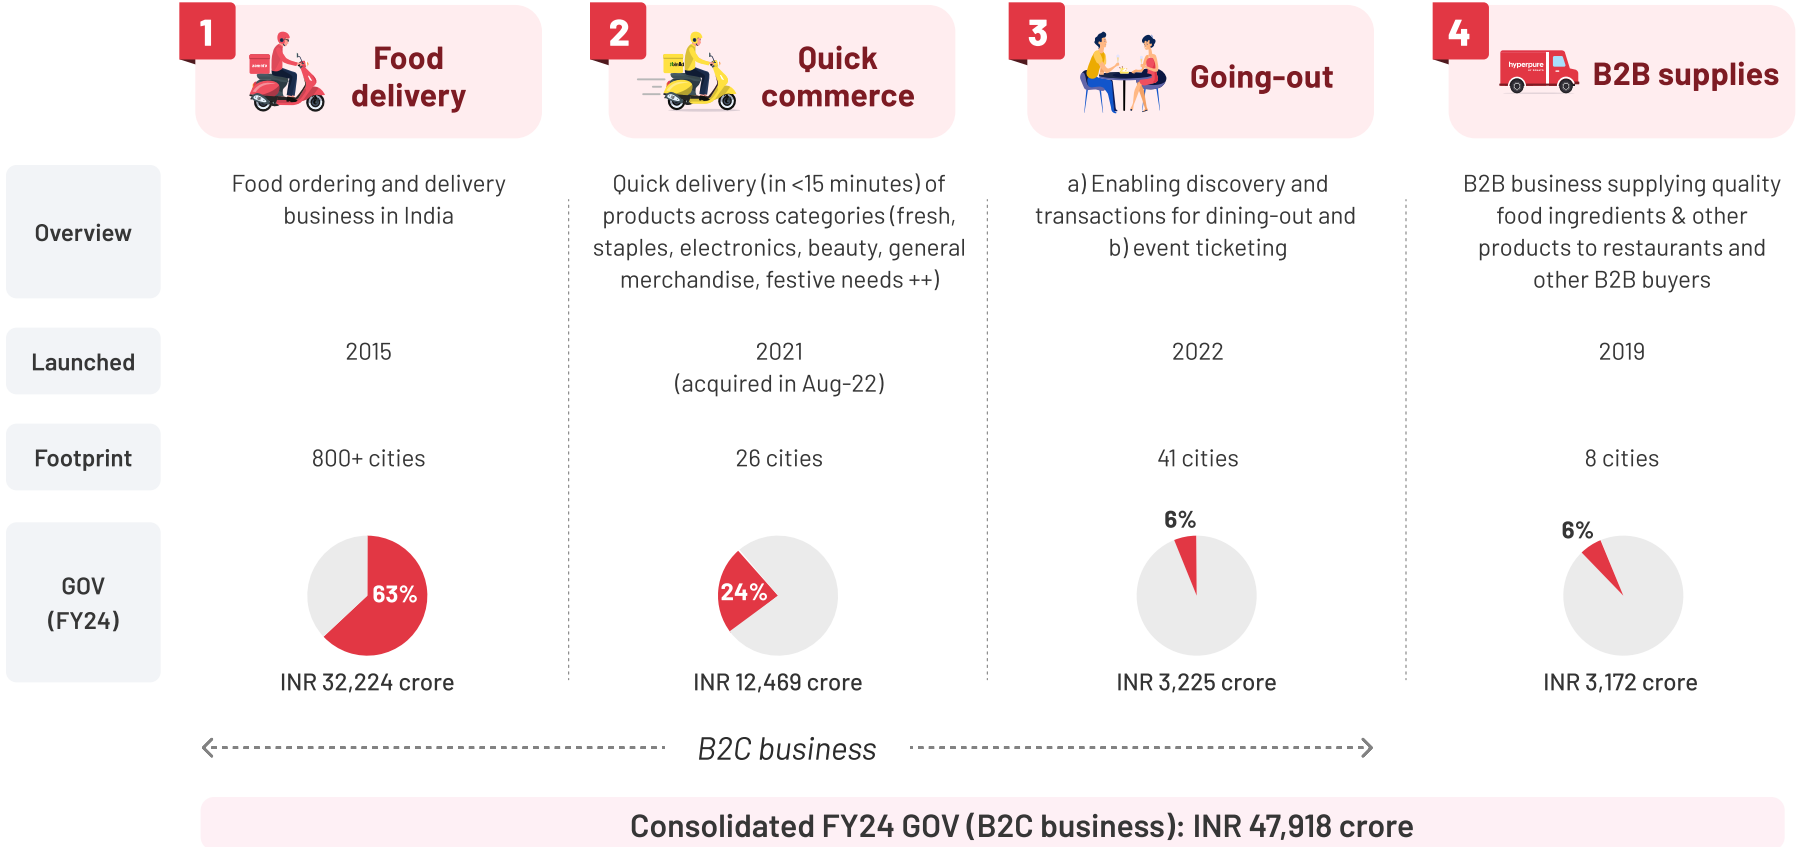 1
Food
delivery
2
Quick
commerce
3
Going-out
4
hyperpure
B2B supplies
Overview
Food ordering and delivery
business in India
Quick delivery (in <15 minutes) of
products across categories (fresh,
staples, electronics, beauty, general
merchandise, festive needs ++)
a) Enabling discovery and
transactions for dining-out and
b) event ticketing
B2B business supplying quality
food ingredients & other
products to restaurants and
other B2B buyers
Launched
2015
2021
(acquired in Aug-22)
2022
2019
Footprint
800+ cities
26 cities
41 cities
8 cities
GOV
(FY24)
63%
INR 32,224 crore
24%
INR 12,469 crore
6%
INR 3,225 crore
6%
INR 3,172 crore
B2C business
Consolidated FY24 GOV (B2C business): INR 47,918 crore